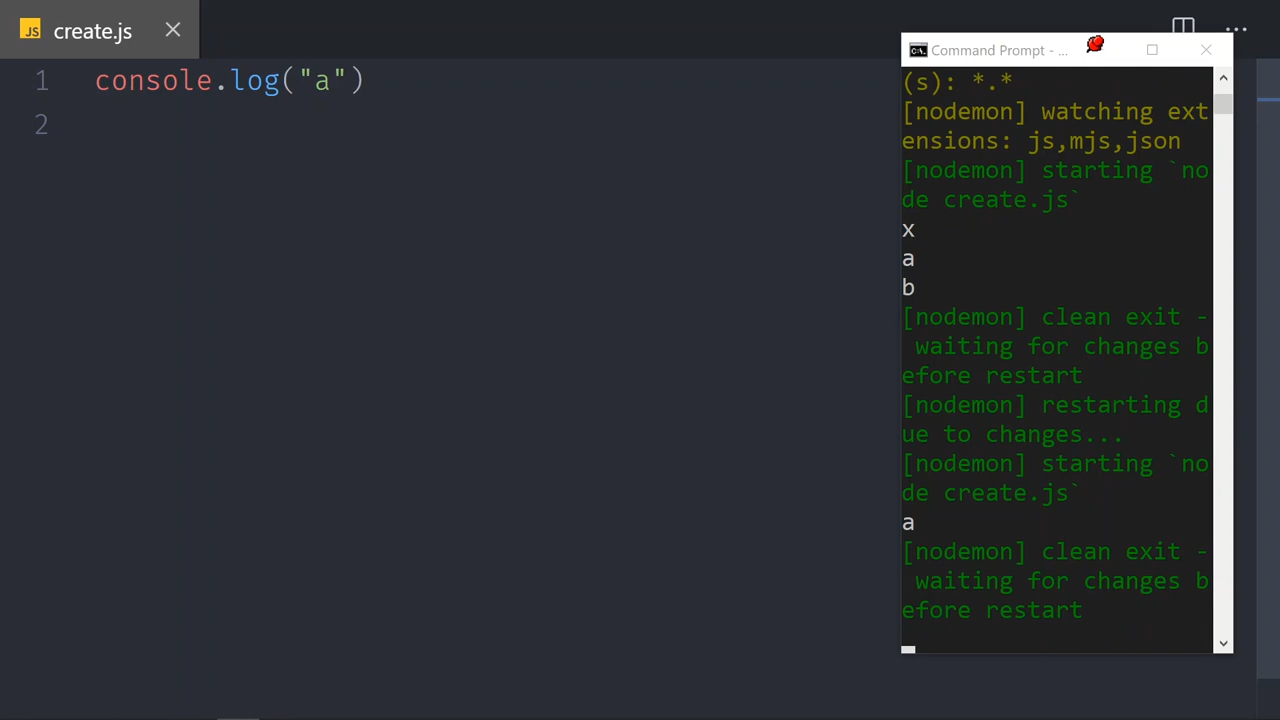 JS create.js
1 console.log("a")
2
Command Prompt - ...
(s): *.*
[nodemon] watching ext
ensions: js,mjs,json
[nodemon] starting `no
de create.js`
x
a
b
[nodemon] clean exit -
 waiting for changes b
efore restart
[nodemon] restarting d
ue to changes...
[nodemon] starting `no
de create.js`
a
[nodemon] clean exit -
 waiting for changes b
efore restart